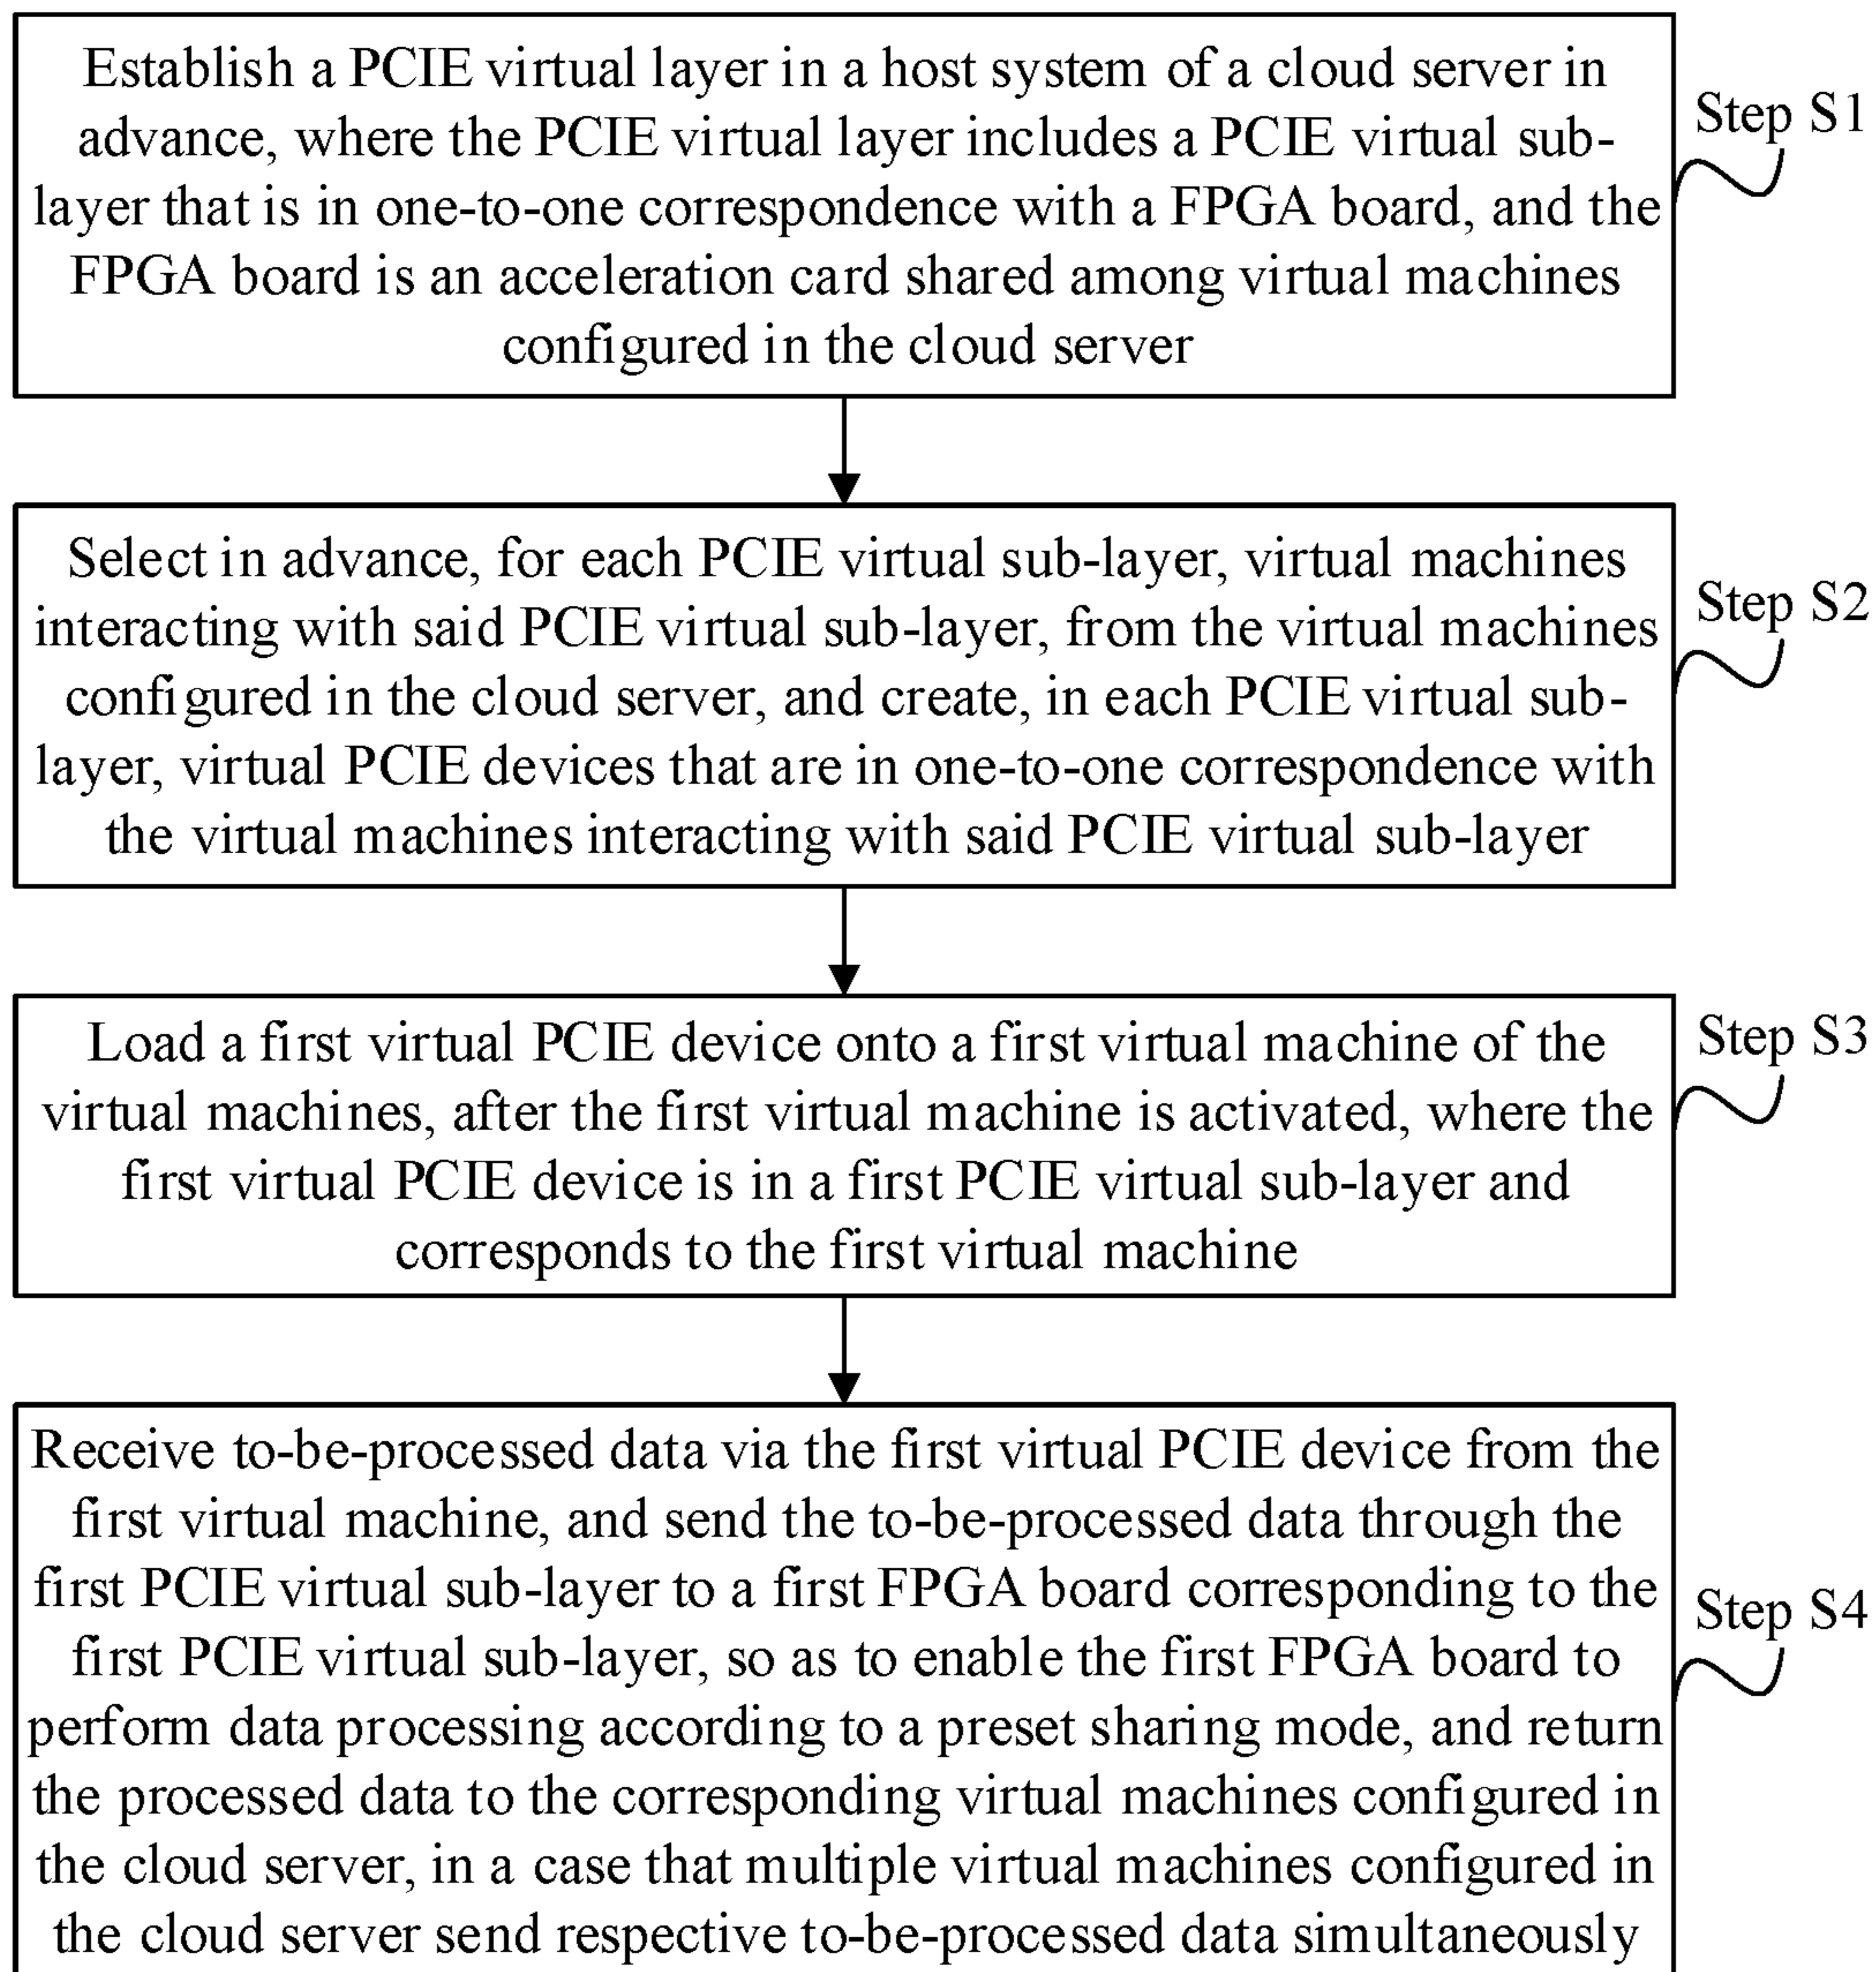 Establish a PCIE virtual layer in a host system of a cloud server in
advance, where the PCIE virtual layer includes a PCIE virtual sub-
layer that is in one-to-one correspondence with a FPGA board, and the
FPGA board is an acceleration card shared among virtual machines
configured in the cloud server
Step S1
Select in advance, for each PCIE virtual sub-layer, virtual machines
interacting with said PCIE virtual sub-layer, from the virtual machines
configured in the cloud server, and create, in each PCIE virtual sub-
layer, virtual PCIE devices that are in one-to-one correspondence with
the virtual machines interacting with said PCIE virtual sub-layer
Step S2
Load a first virtual PCIE device onto a first virtual machine of the
virtual machines, after the first virtual machine is activated, where the
first virtual PCIE device is in a first PCIE virtual sub-layer and
corresponds to the first virtual machine
Step S3
Receive to-be-processed data via the first virtual PCIE device from the
first virtual machine, and send the to-be-processed data through the
first PCIE virtual sub-layer to a first FPGA board corresponding to the
first PCIE virtual sub-layer, so as to enable the first FPGA board to
perform data processing according to a preset sharing mode, and return
the processed data to the corresponding virtual machines configured in
the cloud server, in a case that multiple virtual machines configured in
the cloud server send respective to-be-processed data simultaneously
Step S4